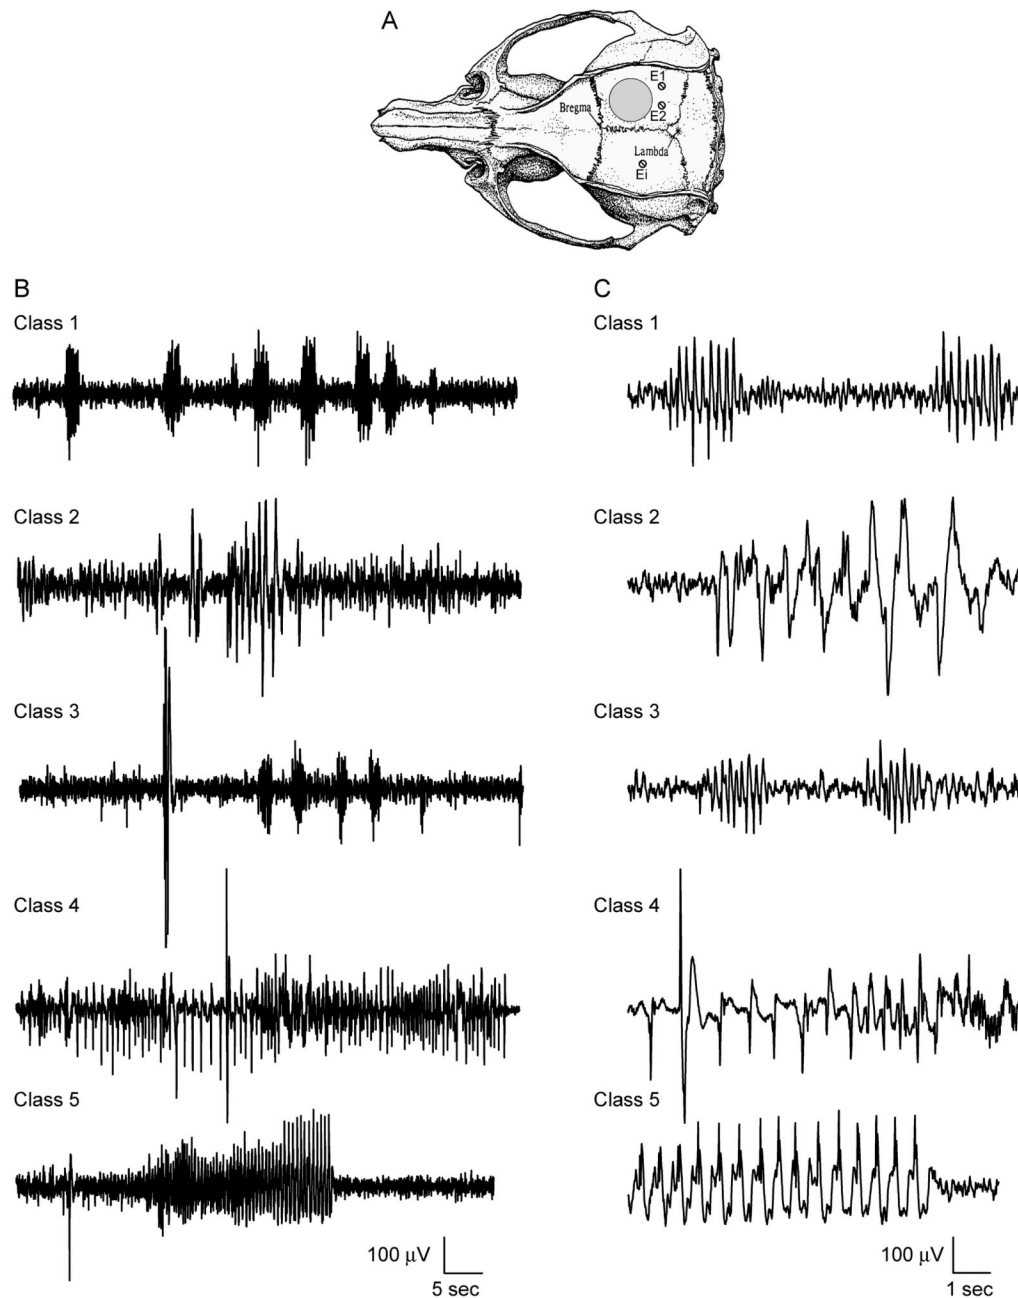 A
E1
E2
Bregma
Lambda
Ei
B
C
Class 1
Class 1
Class 2
Class 2
Class 3
Class 3
Class 4
Class 4
Class 5
Class 5
100 μV
5 sec
100 μV
1 sec